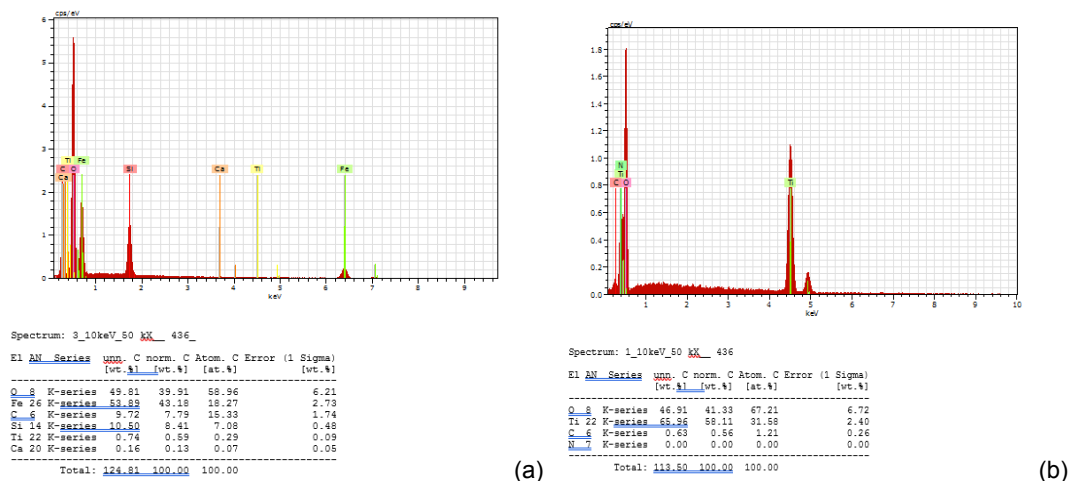 cps/eV
6
5
4
3
2
1
0
Ti Fe
C O
Ca
Si
Ca
Ti
Fe
1 2 3 4 5 6 7 8 9
keV
Spectrum: 3_10keV_50 kX__ 436_
El AN Series unn. C norm. C Atom. C Error (1 Sigma)
[wt.%] [wt.%] [at.%] [wt.%]
O 8 K-series 49.81 39.91 58.96 6.21
Fe 26 K-series 53.89 43.18 18.27 2.73
C 6 K-series 9.72 7.79 15.33 1.74
Si 14 K-series 10.50 8.41 7.08 0.48
Ti 22 K-series 0.74 0.59 0.29 0.09
Ca 20 K-series 0.16 0.13 0.07 0.05
Total: 124.81 100.00 100.00
(a)
cps/eV
1.8
1.6
1.4
1.2
1.0
0.8
0.6
0.4
0.2
0.0
N
Ti
C O
Ti
1 2 3 4 5 6 7 8 9 10
keV
Spectrum: 1_10keV_50 kX__ 436
El AN Series unn. C norm. C Atom. C Error (1 Sigma)
[wt.%] [wt.%] [at.%] [wt.%]
O 8 K-series 46.91 41.33 67.21 6.72
Ti 22 K-series 65.96 58.11 31.58 2.40
C 6 K-series 0.63 0.56 1.21 0.26
N 7 K-series 0.00 0.00 0.00 0.00
Total: 113.50 100.00 100.00
(b)